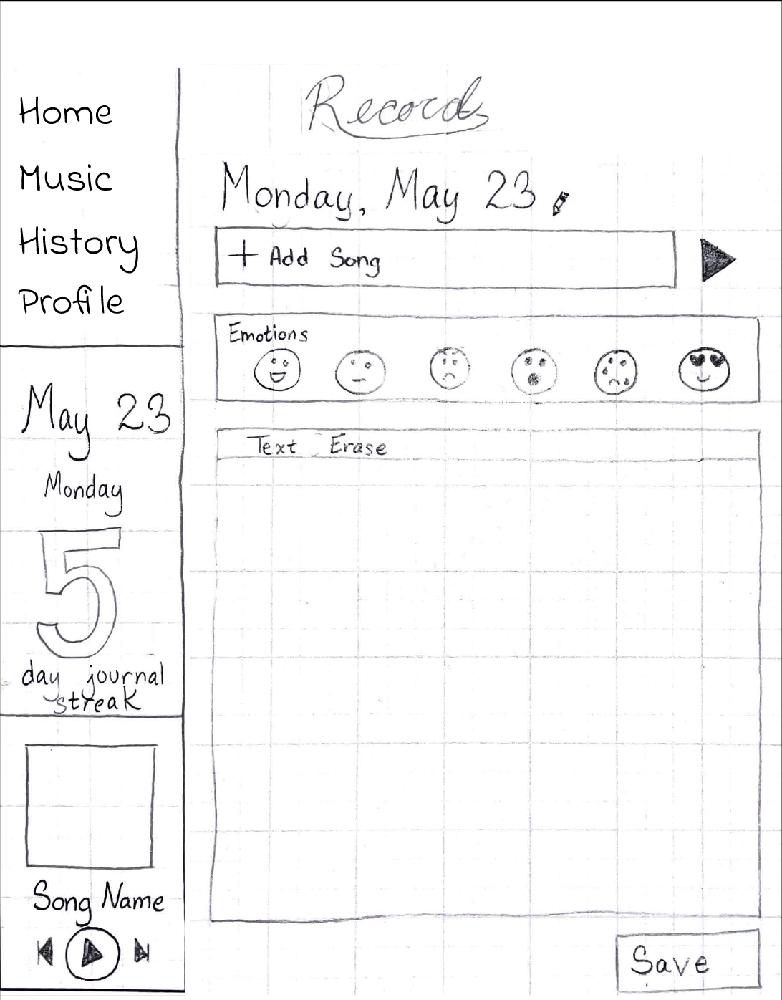 Home
Music
History
Profile
May 23
Monday
5
day journal
streak
Song Name
Records
Monday, May 23
+ Add Song
Emotions
Text Erase
Save